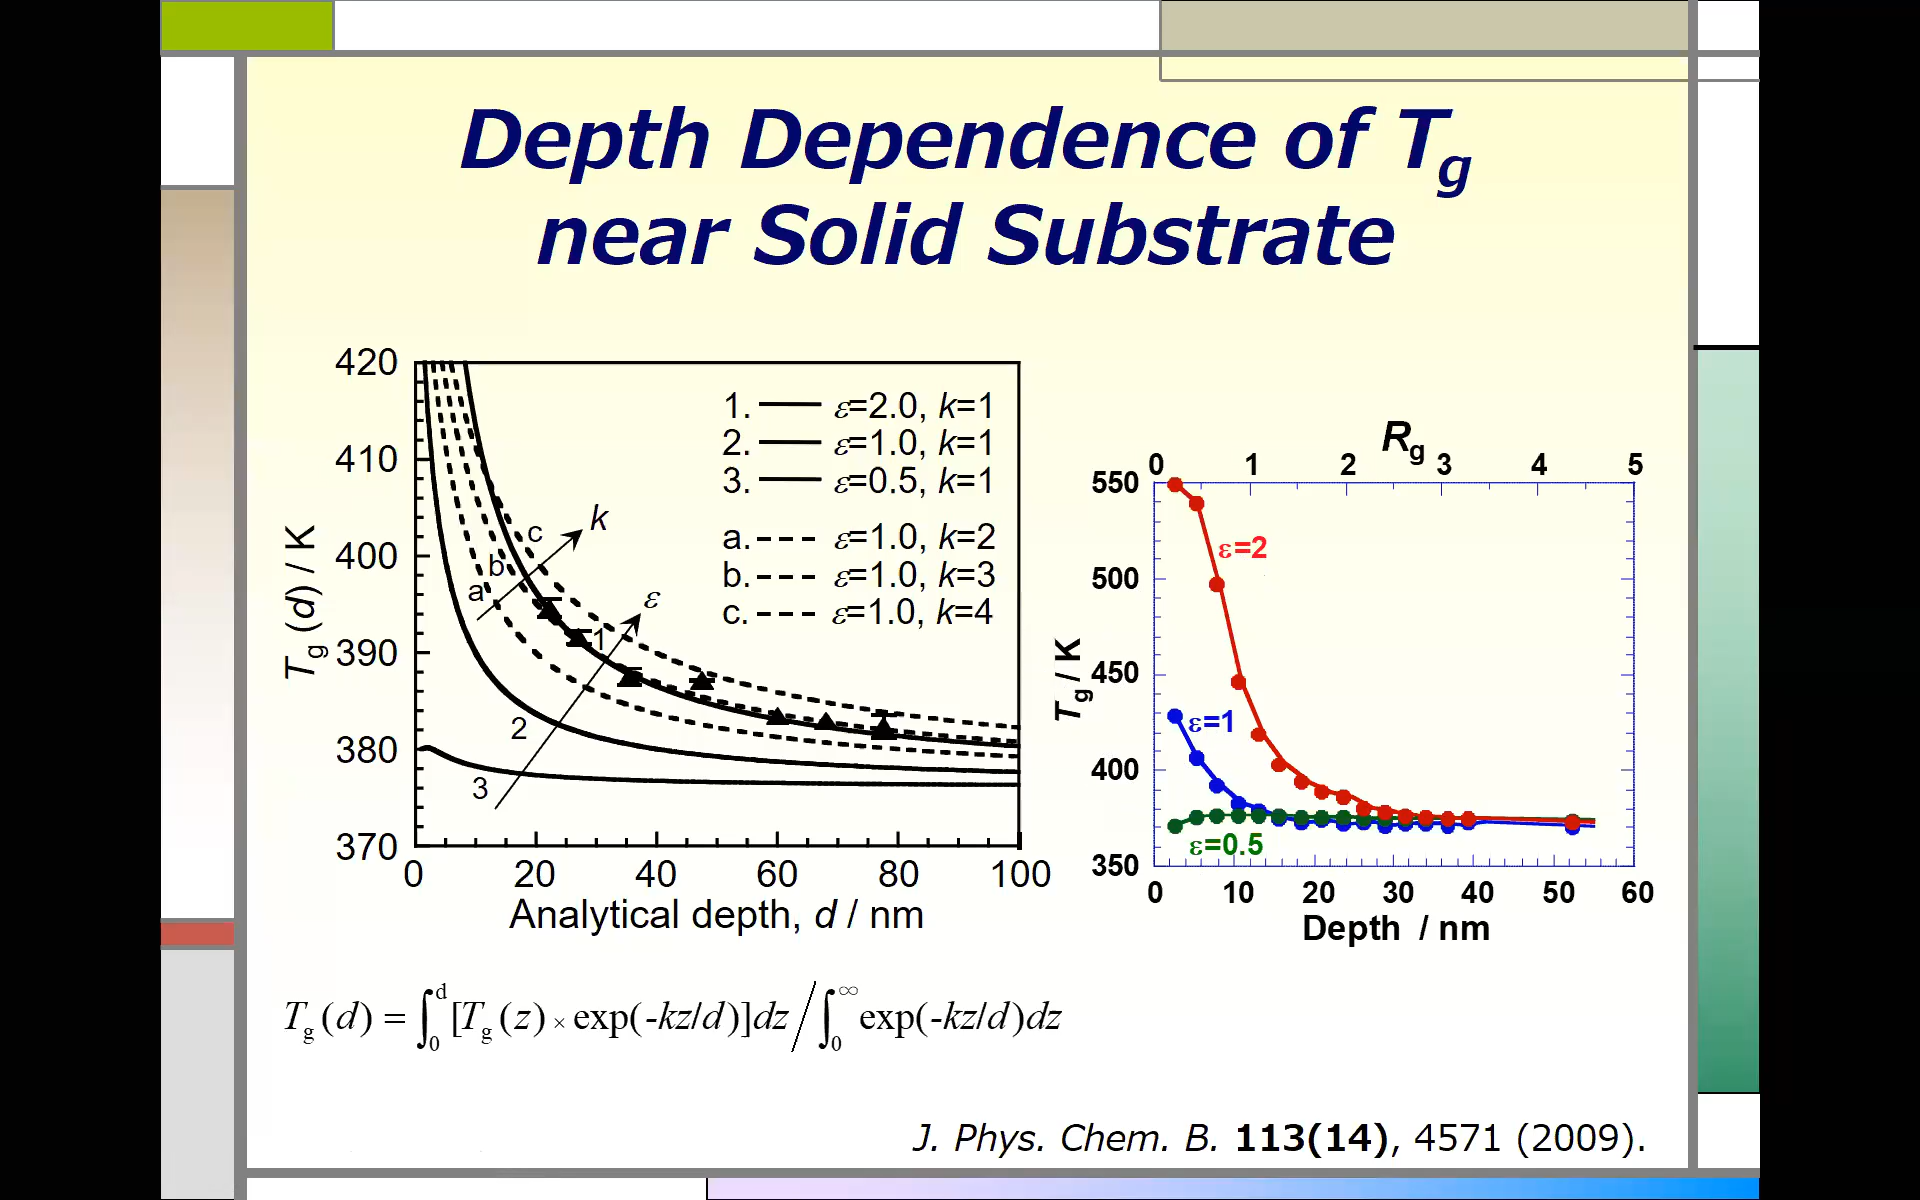 Depth Dependence of Tg
near Solid Substrate
420
410
400
390
380
370
0 20 40 60 80 100
Tg (d) / K
Analytical depth, d / nm
1. ε=2.0, k=1
2. ε=1.0, k=1
3. ε=0.5, k=1
a. ε=1.0, k=2
b. ε=1.0, k=3
c. ε=1.0, k=4
k
c
b
a
ε
1
2
3
Rg
0 1 2 3 4 5
550
500
450
400
350
Tg / K
ε=2
ε=1
ε=0.5
0 10 20 30 40 50 60
Depth / nm
Tg (d) = ∫0d [Tg (z) × exp(-kz/d)]dz / ∫0∞ exp(-kz/d)dz
J. Phys. Chem. B. 113(14), 4571 (2009).